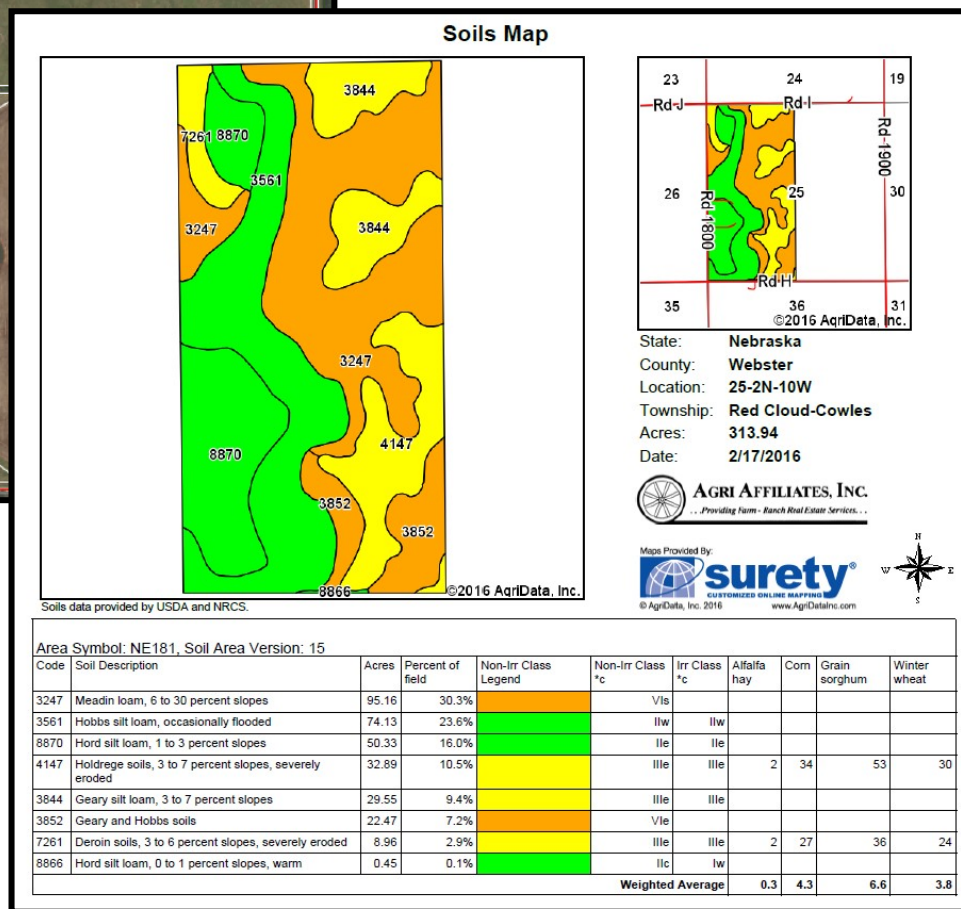 Soils Map
3844
7261 8870
3561
3844
3247
3247
4147
8870
3852
3852
8866
©2016 AgriData, Inc.
Soils data provided by USDA and NRCS.
23 24 19
Rd J Rd I
Rd 1900
26 25 30
Rd 1800
Rd H
35 36 31
©2016 AgriData, Inc.
State: Nebraska
County: Webster
Location: 25-2N-10W
Township: Red Cloud-Cowles
Acres: 313.94
Date: 2/17/2016
AGRI AFFILIATES, INC.
...Providing Farm - Ranch Real Estate Services...
Maps Provided By:
surety®
CUSTOMIZED ONLINE MAPPING
© AgriData, Inc. 2016 www.AgriDataInc.com
N
W E
S
Area Symbol: NE181, Soil Area Version: 15
Code Soil Description Acres Percent of field Non-Irr Class Legend Non-Irr Class *c Irr Class *c Alfalfa hay Corn Grain sorghum Winter wheat
3247 Meadin loam, 6 to 30 percent slopes 95.16 30.3% VIs
3561 Hobbs silt loam, occasionally flooded 74.13 23.6% IIw IIw
8870 Hord silt loam, 1 to 3 percent slopes 50.33 16.0% IIe IIe
4147 Holdrege soils, 3 to 7 percent slopes, severely eroded 32.89 10.5% IIIe IIIe 2 34 53 30
3844 Geary silt loam, 3 to 7 percent slopes 29.55 9.4% IIIe IIIe
3852 Geary and Hobbs soils 22.47 7.2% VIe
7261 Deroin soils, 3 to 6 percent slopes, severely eroded 8.96 2.9% IIIe IIIe 2 27 36 24
8866 Hord silt loam, 0 to 1 percent slopes, warm 0.45 0.1% IIc Iw
Weighted Average 0.3 4.3 6.6 3.8